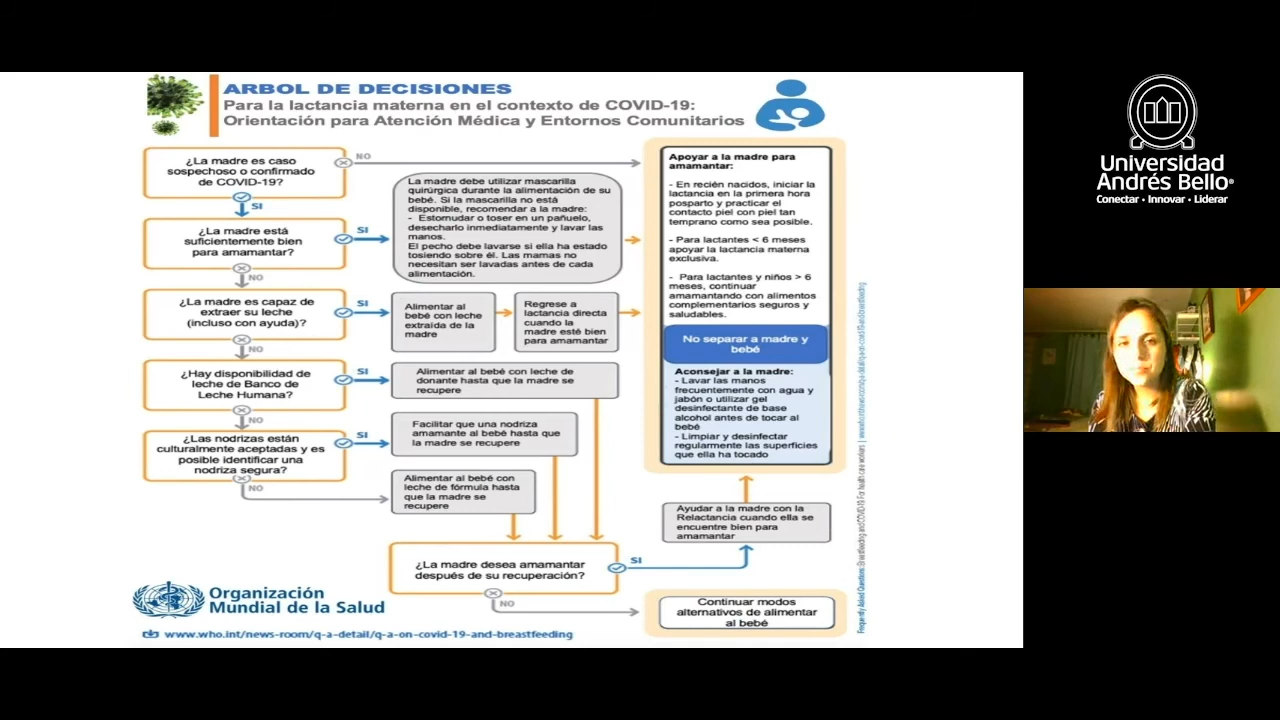 ARBOL DE DECISIONES
Para la lactancia materna en el contexto de COVID-19:
Orientación para Atención Médica y Entornos Comunitarios
¿La madre es caso
sospechoso o confirmado
de COVID-19?
NO
SI
¿La madre está
suficientemente bien
para amamantar?
SI
NO
La madre debe utilizar mascarilla
quirúrgica durante la alimentación de su
bebé. Si la mascarilla no está
disponible, recomendar a la madre:
- Estornudar o toser en un pañuelo,
desecharlo inmediatamente y lavar las
manos.
El pecho debe lavarse si ella ha estado
tosiendo sobre él. Las mamas no
necesitan ser lavadas antes de cada
alimentación.
¿La madre es capaz de
extraer su leche
(incluso con ayuda)?
SI
NO
Alimentar al
bebé con leche
extraída de la
madre
Regrese a
lactancia directa
cuando la
madre esté bien
para amamantar
¿Hay disponibilidad de
leche de Banco de
Leche Humana?
SI
NO
Alimentar al bebé con leche de
donante hasta que la madre se
recupere
¿Las nodrizas están
culturalmente aceptadas y es
posible identificar una
nodriza segura?
SI
NO
Facilitar que una nodriza
amamante al bebé hasta que
la madre se recupere
Alimentar al bebé con
leche de fórmula hasta
que la madre se
recupere
¿La madre desea amamantar
después de su recuperación?
SI
NO
Apoyar a la madre para
amamantar:
- En recién nacidos, iniciar la
lactancia en la primera hora
posparto y practicar el
contacto piel con piel tan
temprano como sea posible.
- Para lactantes < 6 meses
apoyar la lactancia materna
exclusiva.
- Para lactantes y niños > 6
meses, continuar
amamantando con alimentos
complementarios seguros y
saludables.
No separar a madre y
bebé
Aconsejar a la madre:
- Lavar las manos
frecuentemente con agua y
jabón o utilizar gel
desinfectante de base
alcohol antes de tocar al
bebé
- Limpiar y desinfectar
regularmente las superficies
que ella ha tocado
Ayudar a la madre con la
Relactancia cuando ella se
encuentre bien para
amamantar
Continuar modos
alternativos de alimentar
al bebé
Organización
Mundial de la Salud
www.who.int/news-room/q-a-detail/q-a-on-covid-19-and-breastfeeding
Frequently Asked Questions: Breastfeeding and COVID-19 For health care workers
Universidad
Andrés Bello®
Conectar • Innovar • Liderar